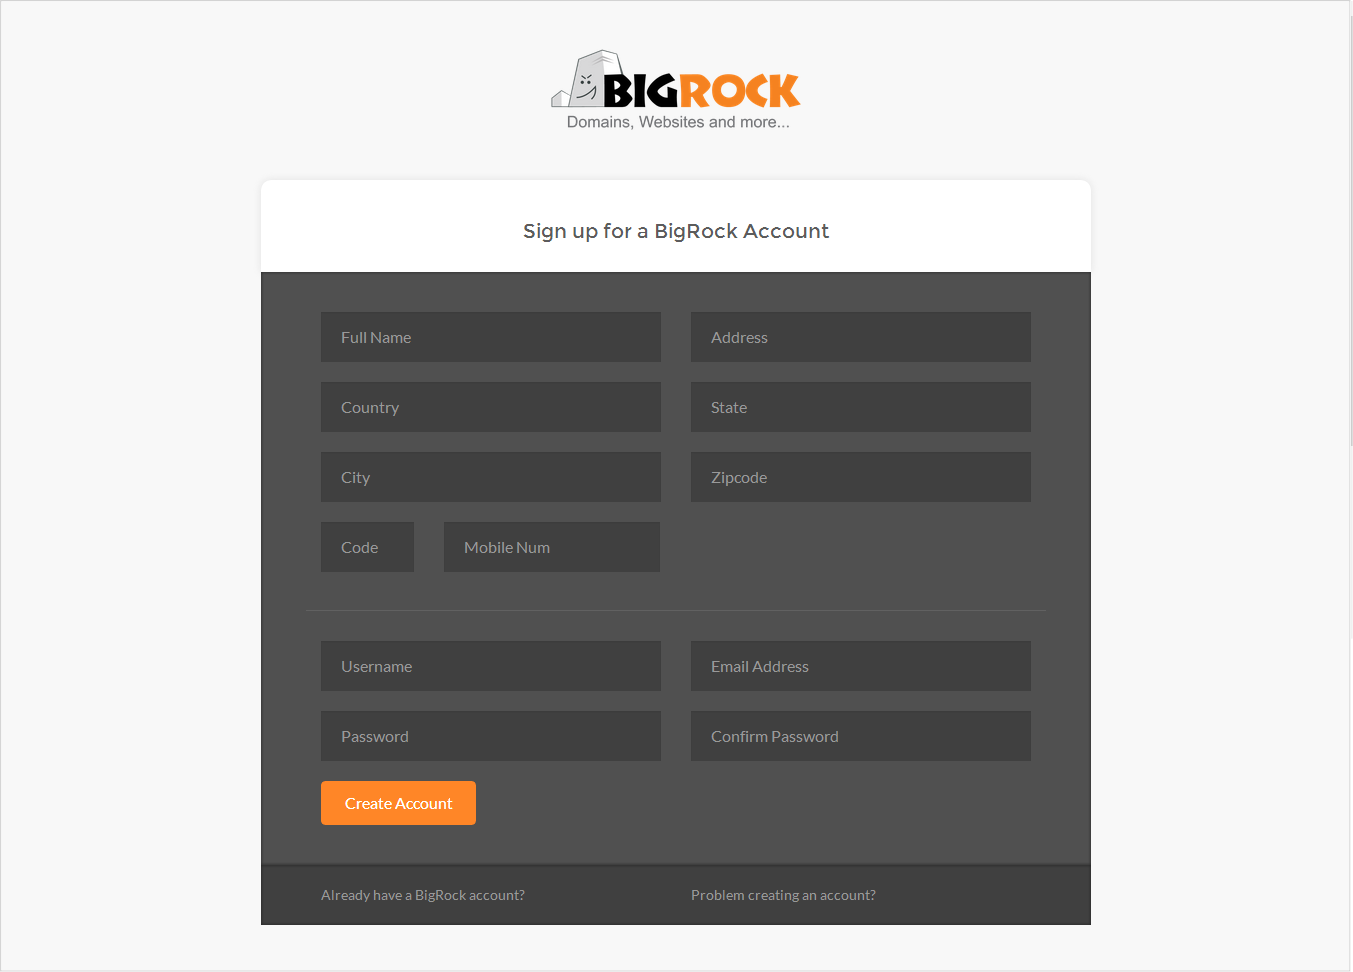 BIGROCK
Domains, Websites and more...
Sign up for a BigRock Account
Full Name
Address
Country
State
City
Zipcode
Code
Mobile Num
Username
Email Address
Password
Confirm Password
Create Account
Already have a BigRock account?
Problem creating an account?